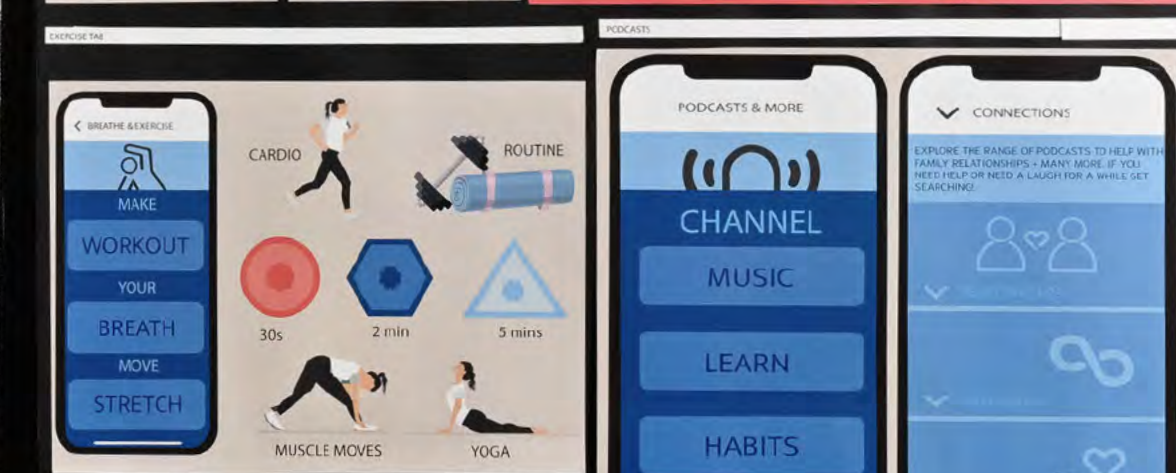 EXERCISE TAB
BREATHE & EXERCISE
MAKE
WORKOUT
YOUR
BREATH
MOVE
STRETCH
CARDIO
ROUTINE
30s
2 min
5 mins
MUSCLE MOVES
YOGA
PODCASTS
PODCASTS & MORE
CHANNEL
MUSIC
LEARN
HABITS
CONNECTIONS
EXPLORE THE RANGE OF PODCASTS TO HELP WITH
FAMILY RELATIONSHIPS + MANY MORE. IF YOU
NEED HELP OR NEED A LAUGH FOR A WHILE GET
SEARCHING!